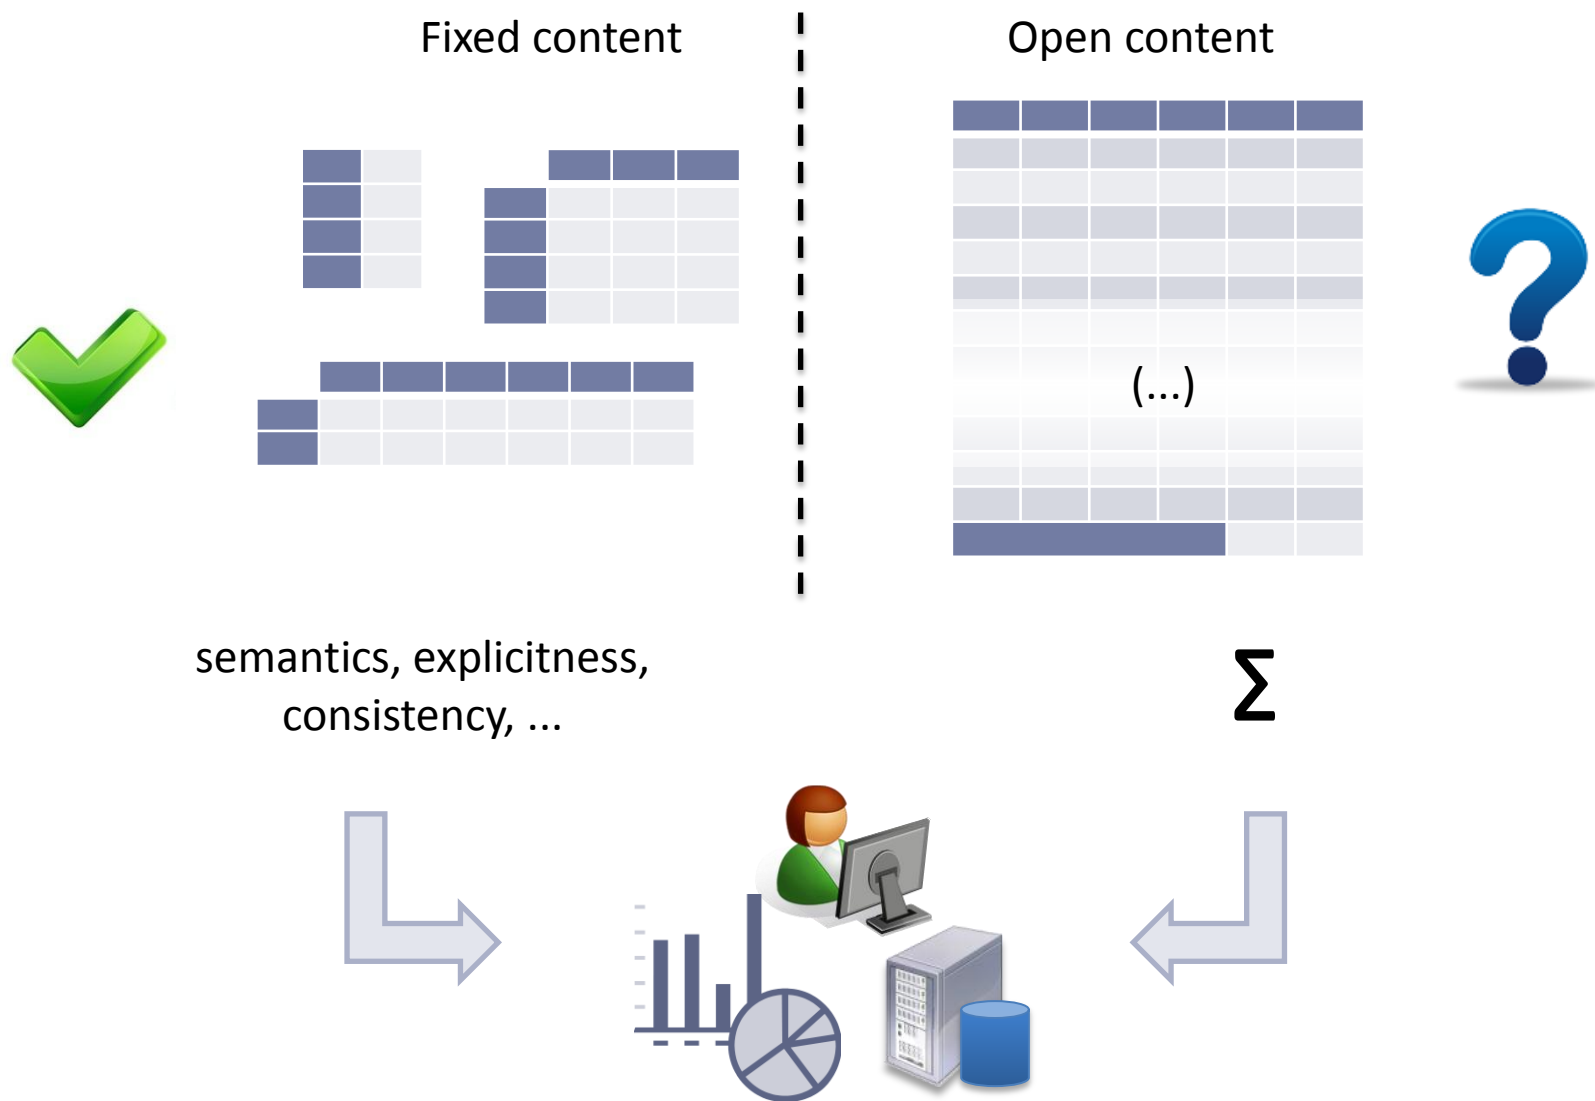 Fixed content
Open content
(...)
semantics, explicitness,
consistency, ...
Σ